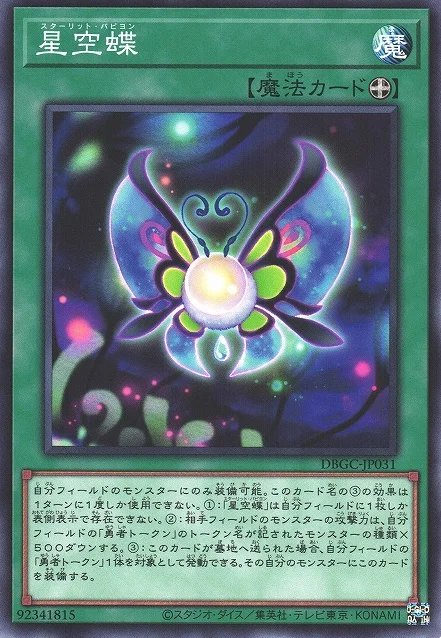 スターリット・パピヨン
星空蝶
魔
【魔法カード】
DBGC-JP031
自分フィールドのモンスターにのみ装備可能。このカード名の③の効果は
1ターンに1度しか使用できない。①:「星空蝶」は自分フィールドに1枚しか
表側表示で存在できない。②:相手フィールドのモンスターの攻撃力は、自分
フィールドの「勇者トークン」のトークン名が記されたモンスターの種類×
500ダウンする。③:このカードが墓地へ送られた場合、自分フィールドの
「勇者トークン」1体を対象として発動できる。その自分のモンスターにこのカード
を装備する。
92341815
©スタジオ・ダイス/集英社・テレビ東京・KONAMI